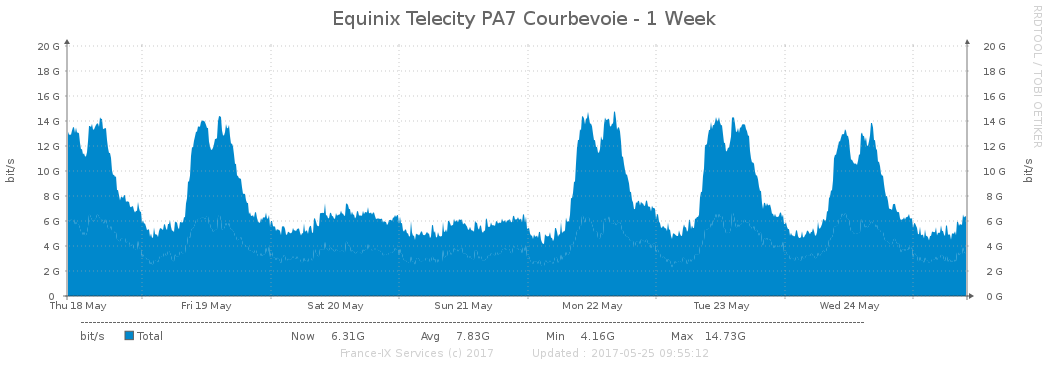 Equinix Telecity PA7 Courbevoie - 1 Week
RRDTOOL / TOBI OETIKER
20 G 20 G
18 G 18 G
16 G 16 G
14 G 14 G
12 G 12 G
10 G 10 G
8 G 8 G
6 G 6 G
4 G 4 G
2 G 2 G
0 0 G
bit/s
bit/s
Thu 18 May Fri 19 May Sat 20 May Sun 21 May Mon 22 May Tue 23 May Wed 24 May
bit/s Total Now 6.31G Avg 7.83G Min 4.16G Max 14.73G
France-IX Services (c) 2017 Updated : 2017-05-25 09:55:12